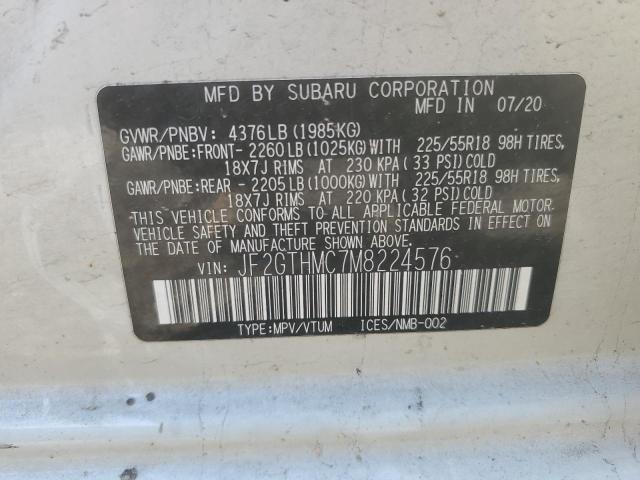 MFD BY SUBARU CORPORATION
MFD IN 07/20
GVWR/PNBV: 4376LB (1985KG)
GAWR/PNBE: FRONT- 2260LB (1025KG) WITH 225/55R18 98H TIRES,
18X7J RIMS AT 230 KPA (33 PSI) COLD
GAWR/PNBE: REAR - 2205LB (1000KG) WITH 225/55R18 98H TIRES,
18X7J RIMS AT 220 KPA (32 PSI) COLD
THIS VEHICLE CONFORMS TO ALL APPLICABLE FEDERAL MOTOR
VEHICLE SAFETY AND THEFT PREVENTION STANDARDS IN EFFECT ON
THE DATE OF MANUFACTURE SHOWN ABOVE.
VIN: JF2GTHMC7M8224576
TYPE: MPV/VTUM ICES/NMB-002